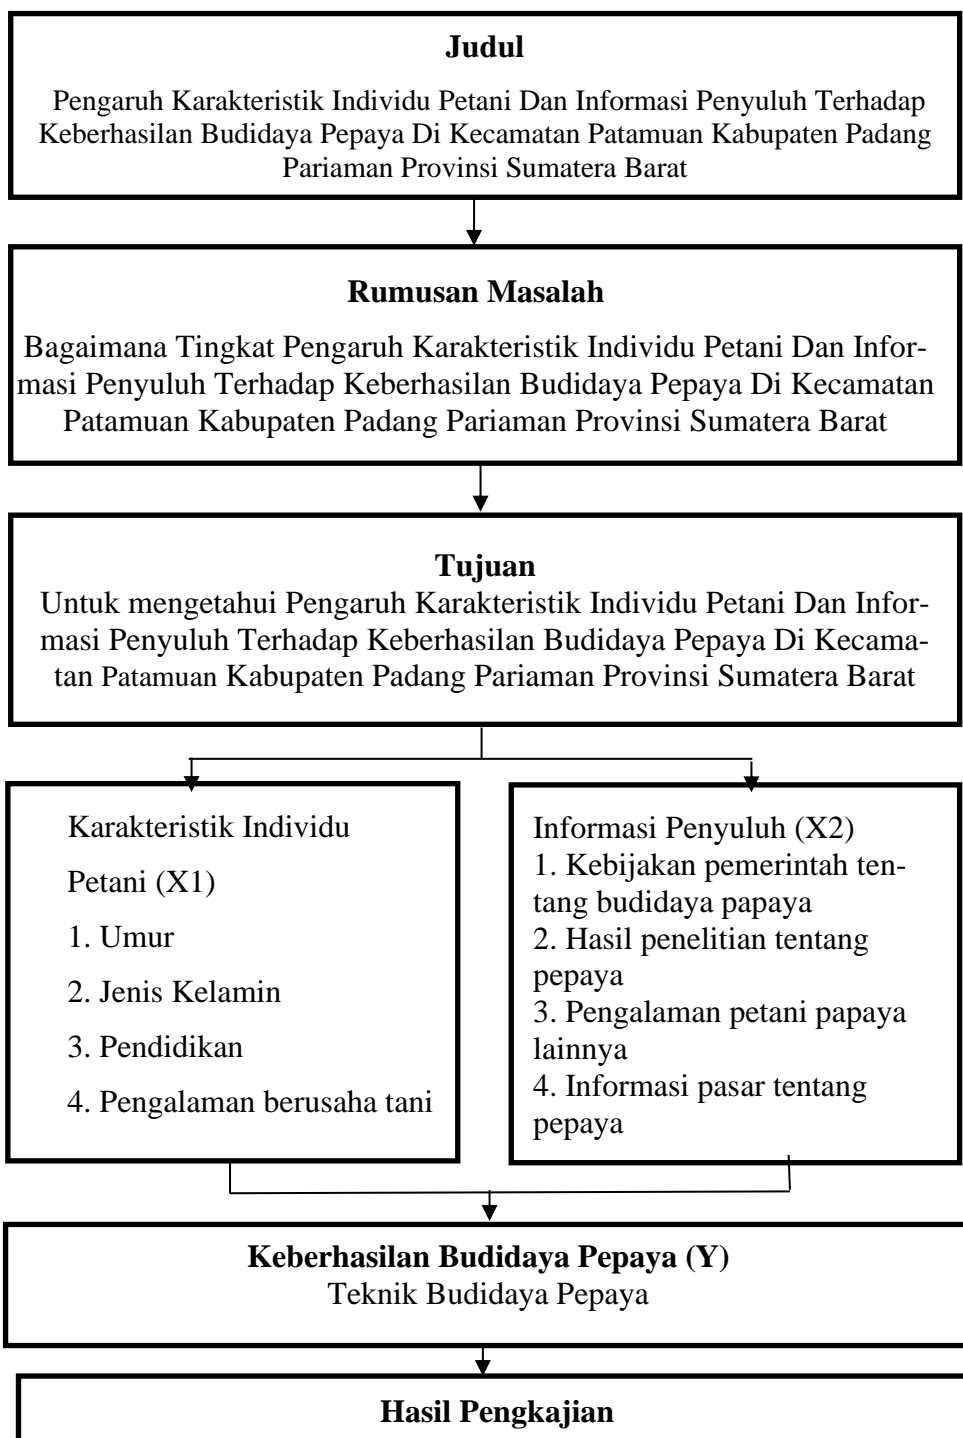 Judul
Pengaruh Karakteristik Individu Petani Dan Informasi Penyuluh Terhadap
Keberhasilan Budidaya Pepaya Di Kecamatan Patamuan Kabupaten Padang
Pariaman Provinsi Sumatera Barat
Rumusan Masalah
Bagaimana Tingkat Pengaruh Karakteristik Individu Petani Dan Infor-
masi Penyuluh Terhadap Keberhasilan Budidaya Pepaya Di Kecamatan
Patamuan Kabupaten Padang Pariaman Provinsi Sumatera Barat
Tujuan
Untuk mengetahui Pengaruh Karakteristik Individu Petani Dan Infor-
masi Penyuluh Terhadap Keberhasilan Budidaya Pepaya Di Kecama-
tan Patamuan Kabupaten Padang Pariaman Provinsi Sumatera Barat
Karakteristik Individu
Petani (X1)
1. Umur
2. Jenis Kelamin
3. Pendidikan
4. Pengalaman berusaha tani
Informasi Penyuluh (X2)
1. Kebijakan pemerintah ten-
tang budidaya papaya
2. Hasil penelitian tentang
pepaya
3. Pengalaman petani papaya
lainnya
4. Informasi pasar tentang
pepaya
Keberhasilan Budidaya Pepaya (Y)
Teknik Budidaya Pepaya
Hasil Pengkajian